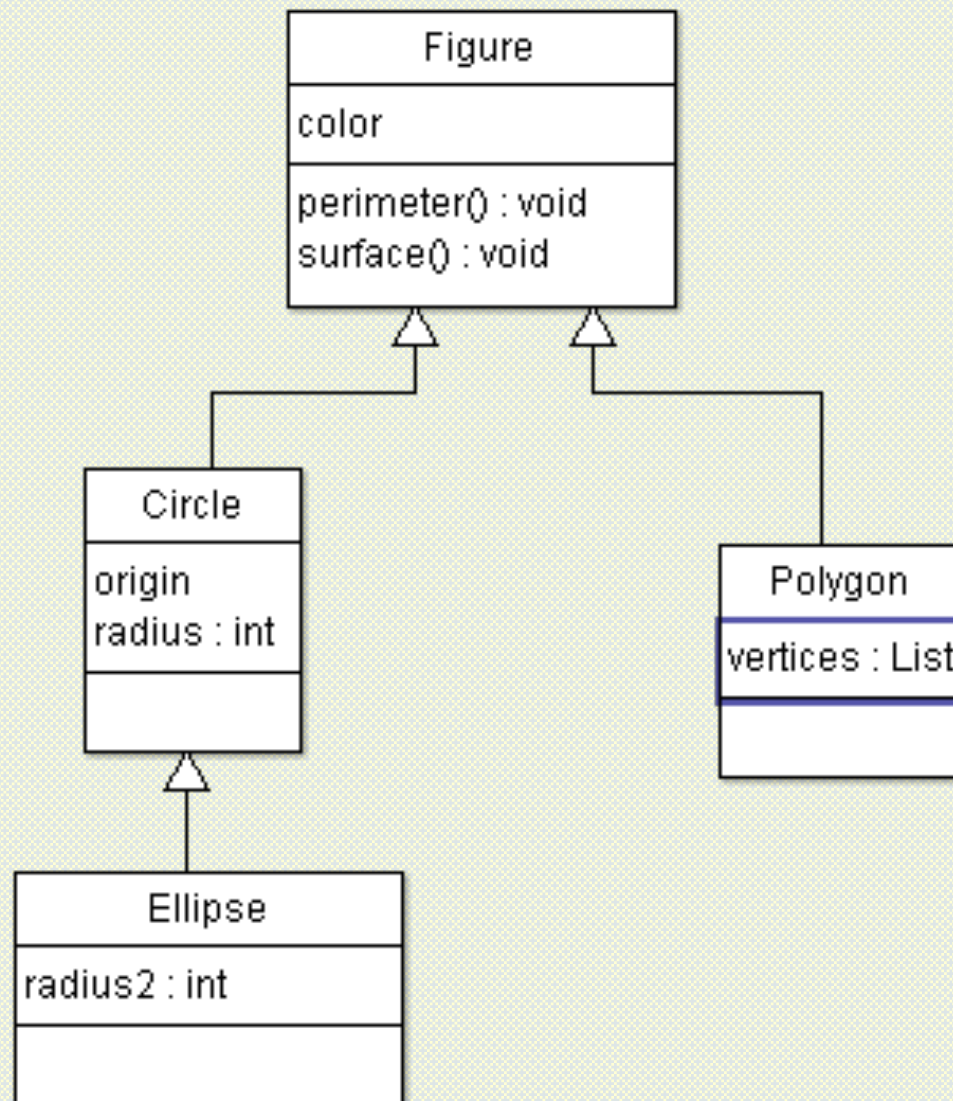 Figure
color
perimeter() : void
surface() : void
Circle
origin
radius : int
Polygon
vertices : List
Ellipse
radius2 : int